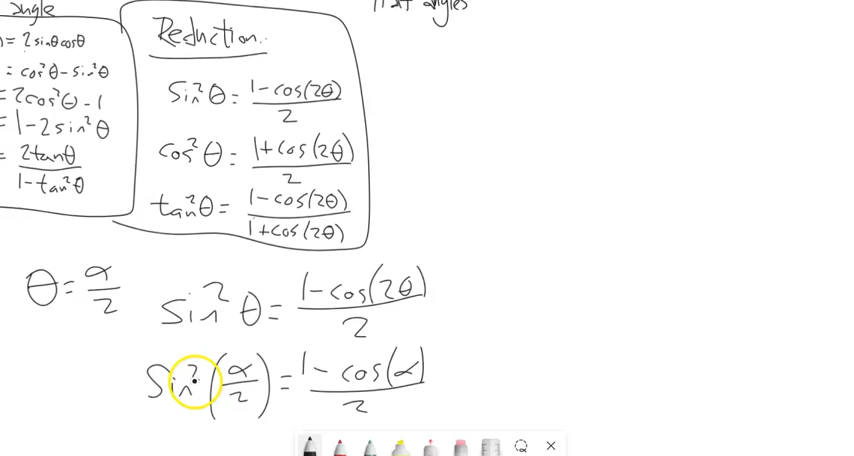 angle
) = 2sinθcosθ
= cos²θ - sin²θ
= 2cos²θ - 1
= 1 - 2sin²θ
= 2tanθ / 1 - tan²θ
Reduction..
Sin²θ = 1 - cos(2θ) / 2
cos²θ = 1 + cos(2θ) / 2
tan²θ = 1 - cos(2θ) / 1 + cos(2θ)
angles
θ = α/2
Sin²θ = 1 - cos(2θ) / 2
Sin²(α/2) = 1 - cos(α) / 2